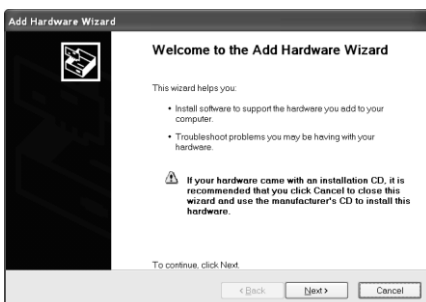 Add Hardware Wizard
Welcome to the Add Hardware Wizard
This wizard helps you:
• Install software to support the hardware you add to your
computer.
• Troubleshoot problems you may be having with your
hardware.
If your hardware came with an installation CD, it is
recommended that you click Cancel to close this
wizard and use the manufacturer's CD to install this
hardware.
To continue, click Next.
< Back Next > Cancel